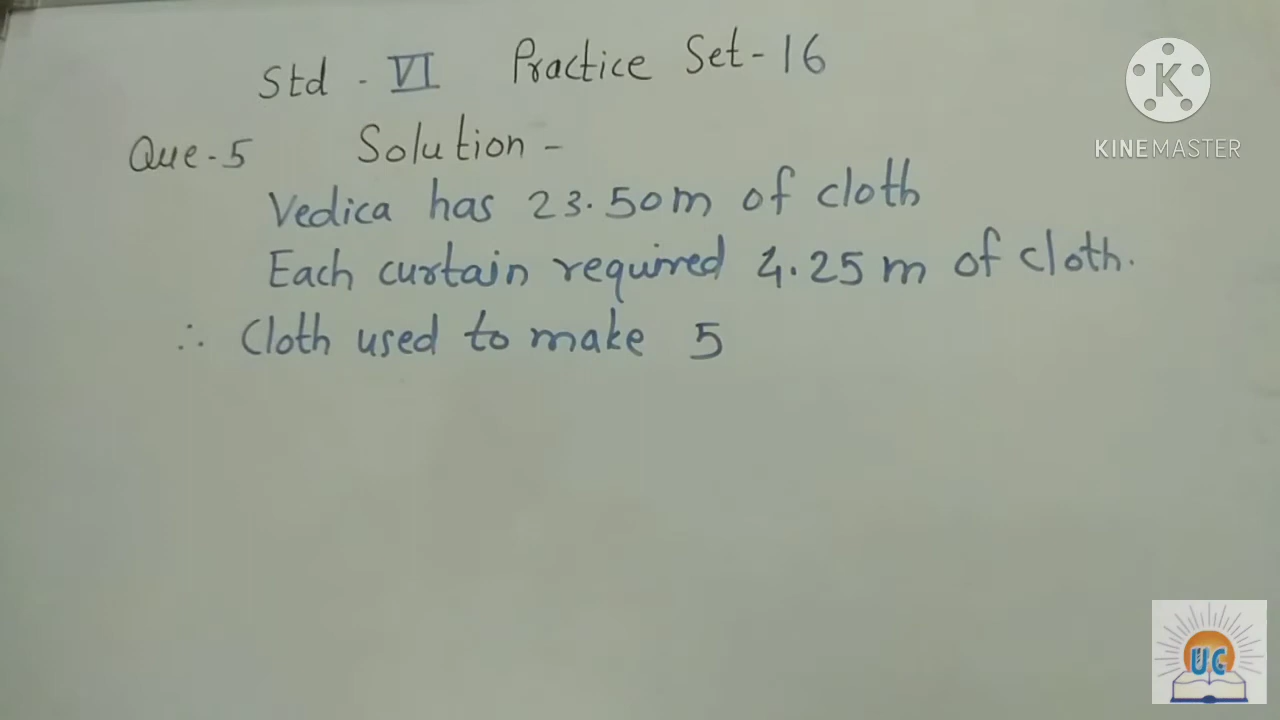 Std - VI Practice Set - 16
Que - 5 Solution -
Vedica has 23.50m of cloth
Each curtain required 4.25 m of cloth.
∴ Cloth used to make 5
KINEMASTER
K
UC